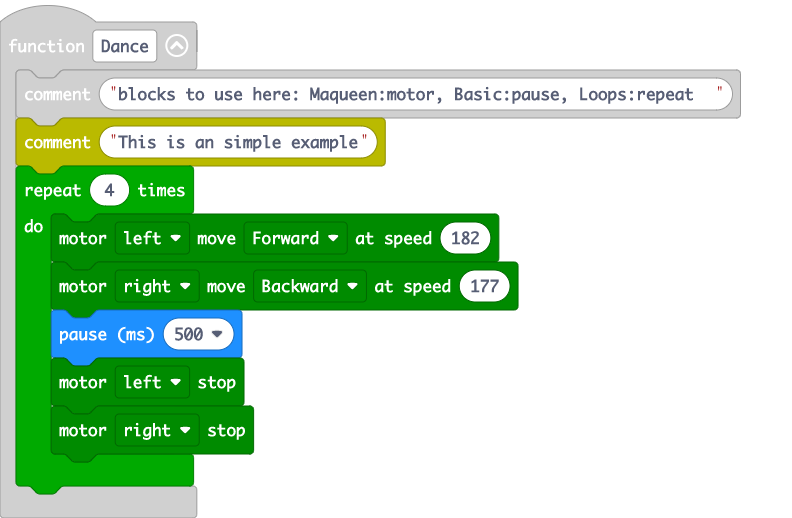 function Dance
comment "blocks to use here: Maqueen:motor, Basic:pause, Loops:repeat "
comment "This is an simple example"
repeat 4 times
do
motor left move Forward at speed 182
motor right move Backward at speed 177
pause (ms) 500
motor left stop
motor right stop